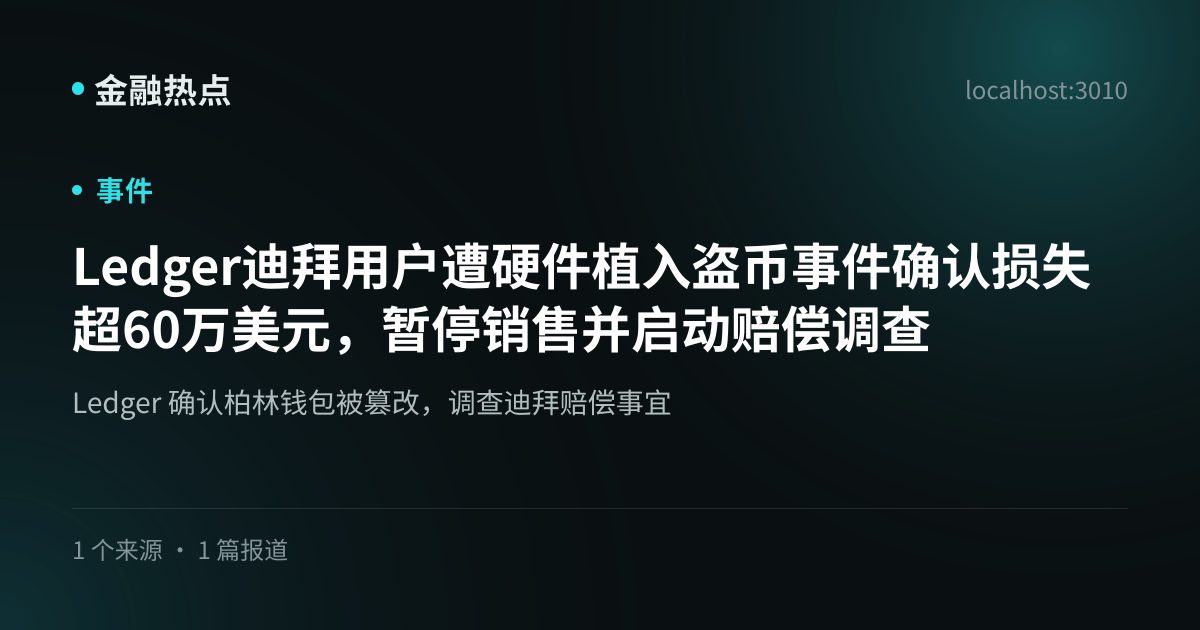 金融热点
localhost:3010
事件
Ledger迪拜用户遭硬件植入盗币事件确认损失
超60万美元，暂停销售并启动赔偿调查
Ledger 确认柏林钱包被篡改，调查迪拜赔偿事宜
1 个来源 · 1 篇报道